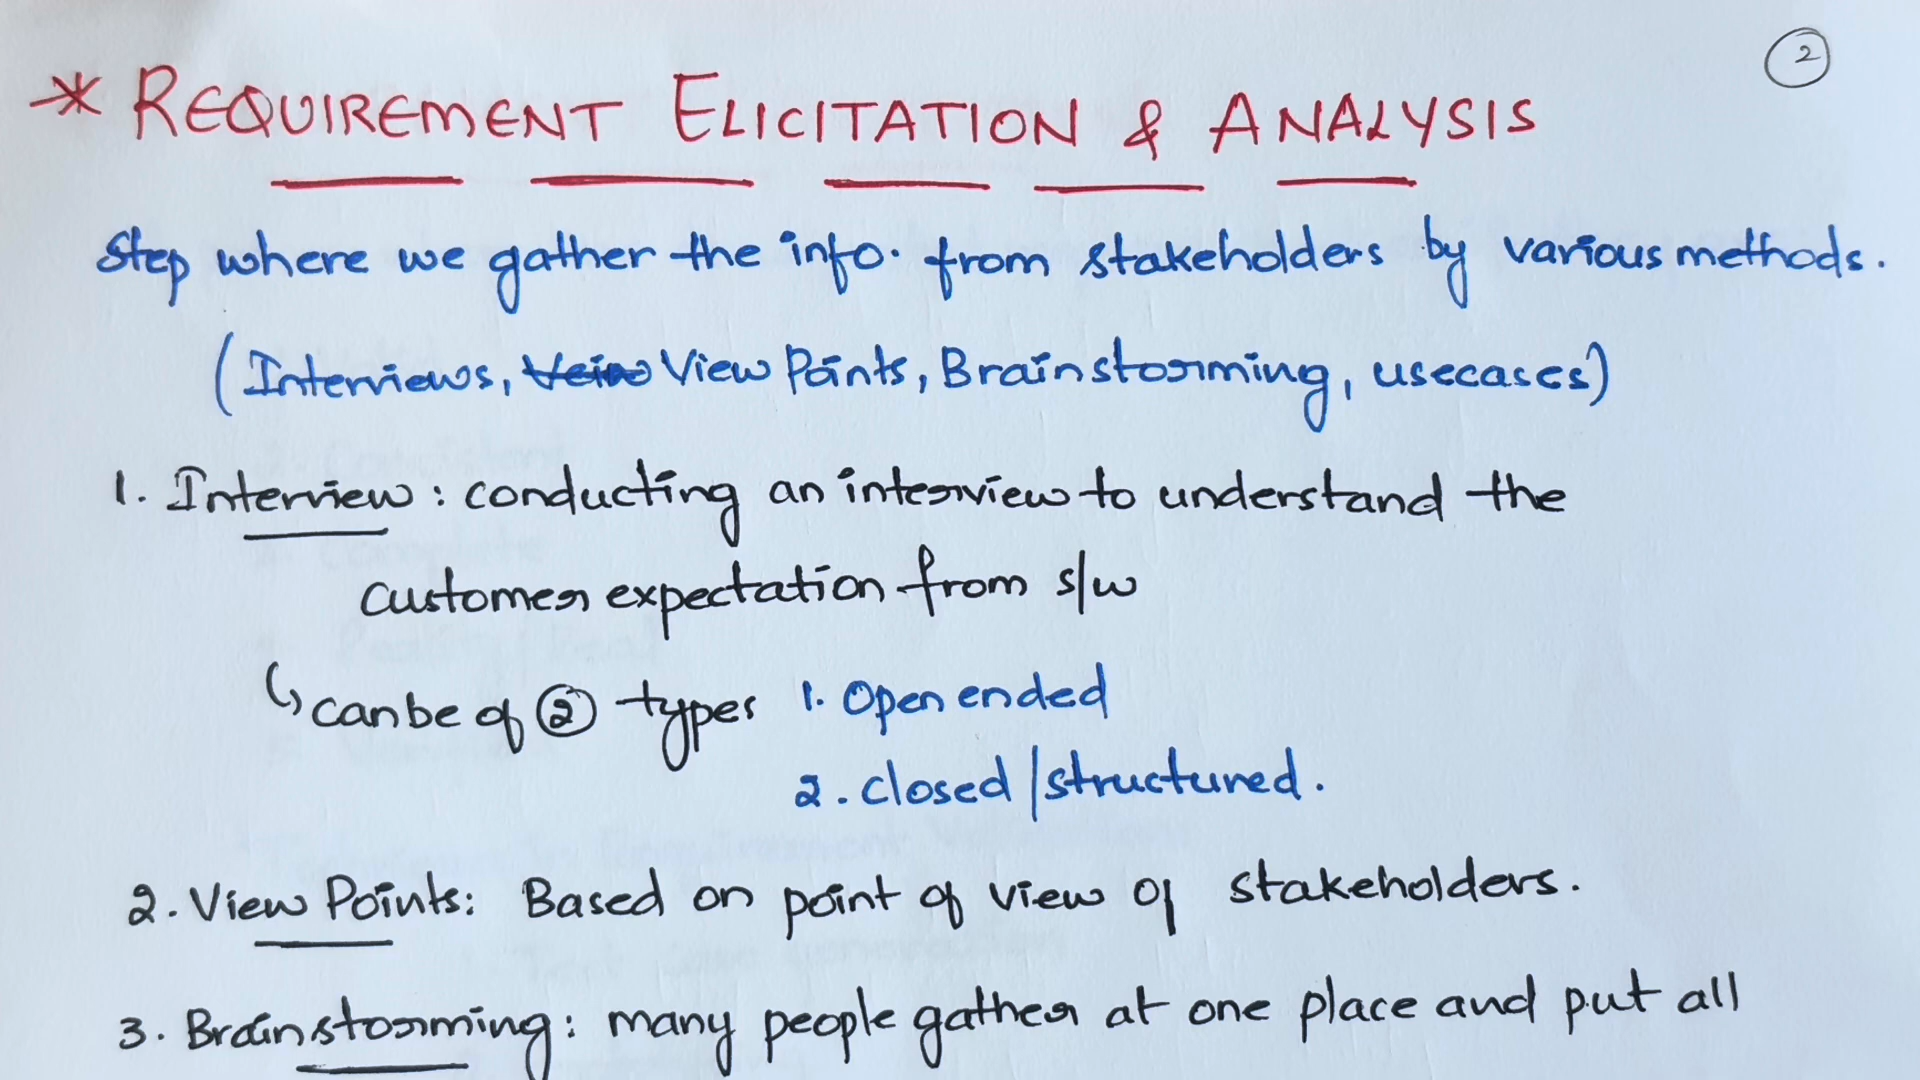 2
* REQUIREMENT ELICITATION & ANALYSIS
Step where we gather the info. from stakeholders by various methods.
(Interviews, Veiw View Points, Brainstorming, usecases)
1. Interview : conducting an interview to understand the
customer expectation from s/w
↳ can be of ② types 1. Open ended
2. closed/structured.
2. View Points: Based on point of view of stakeholders.
3. Brainstorming: many people gather at one place and put all